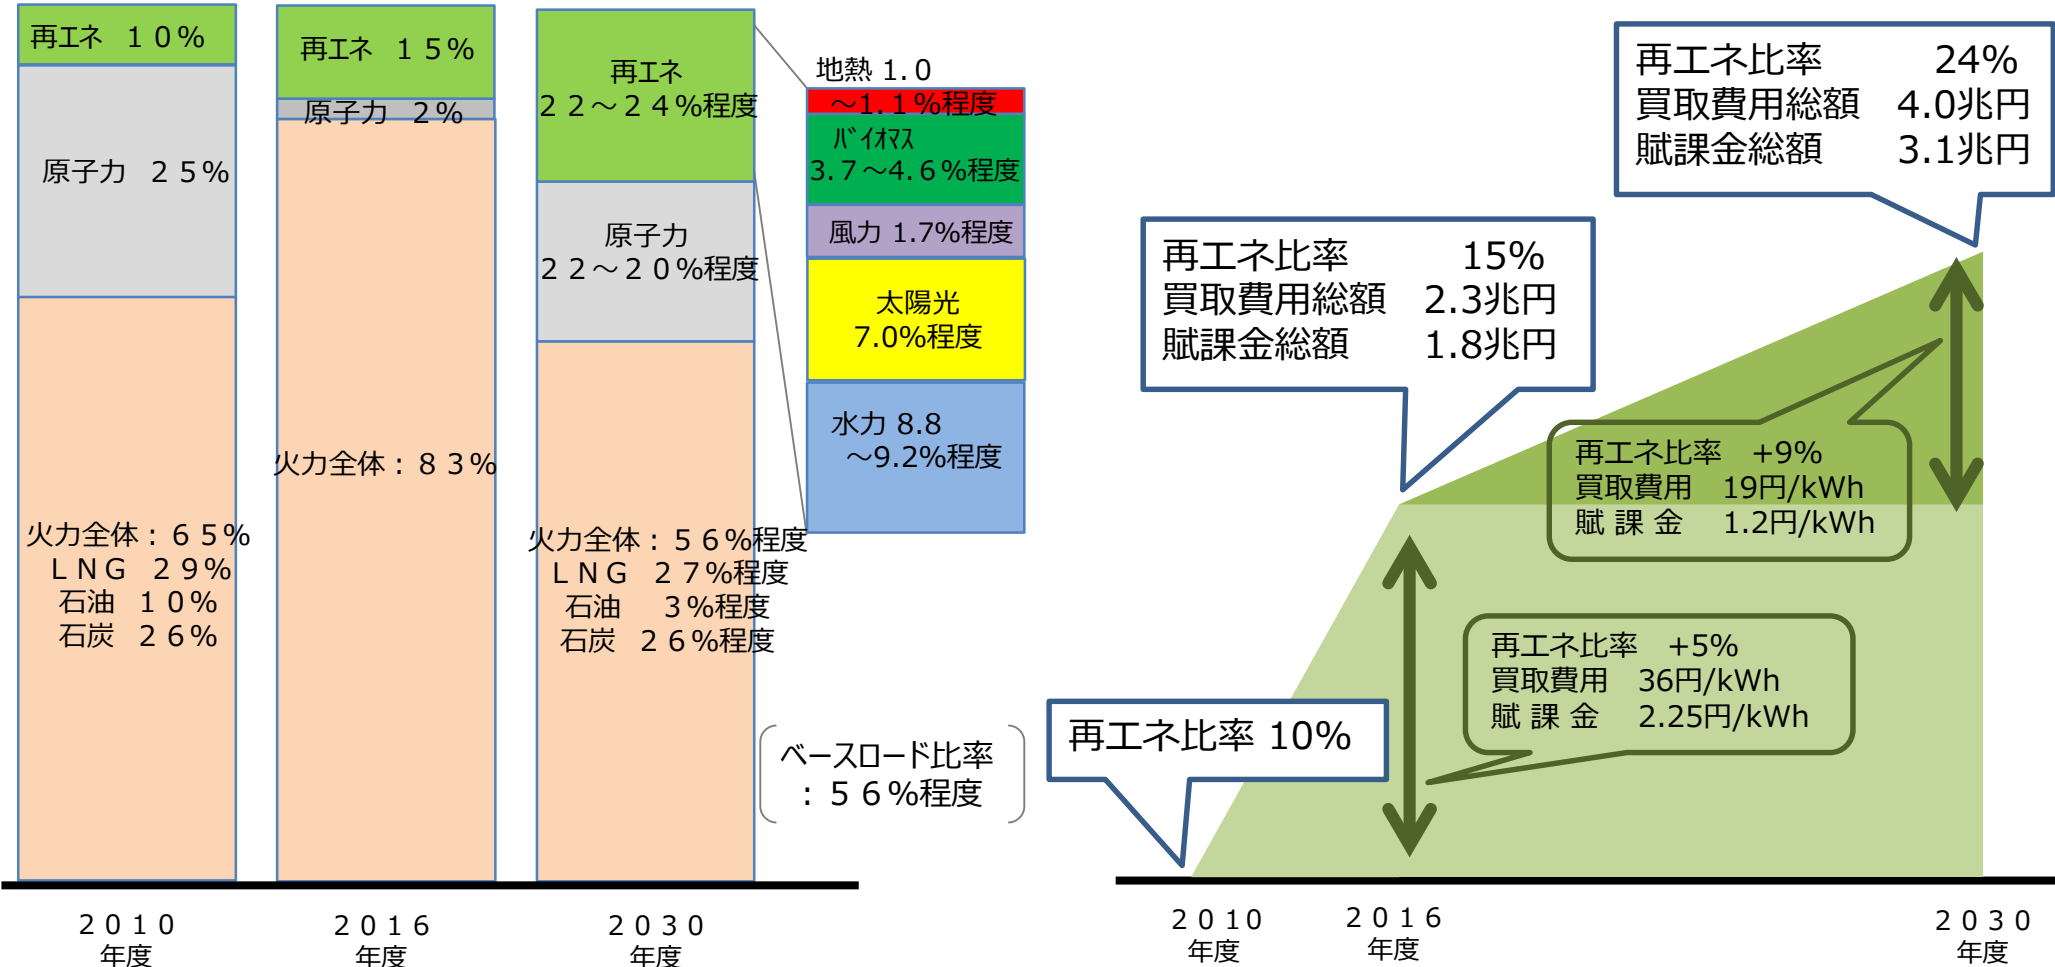 再エネ １０%
原子力 ２５%
火力全体：６５%
ＬＮＧ ２９%
石油 １０%
石炭 ２６%
２０１０
年度
再エネ １５%
原子力 ２%
火力全体：８３%
２０１６
年度
再エネ
２２～２４%程度
原子力
２２～２０%程度
火力全体：５６%程度
ＬＮＧ ２７%程度
石油 ３%程度
石炭 ２６%程度
２０３０
年度
地熱 1.0
～1.1%程度
ﾊﾞｲｵﾏｽ
3.7～4.6%程度
風力 1.7%程度
太陽光
7.0%程度
水力 8.8
～9.2%程度
ベースロード比率
：５６%程度
再エネ比率 10%
再エネ比率 15%
買取費用総額 2.3兆円
賦課金総額 1.8兆円
再エネ比率 24%
買取費用総額 4.0兆円
賦課金総額 3.1兆円
再エネ比率 +9%
買取費用 19円/kWh
賦 課 金 1.2円/kWh
再エネ比率 +5%
買取費用 36円/kWh
賦 課 金 2.25円/kWh
２０１０
年度
２０１６
年度
２０３０
年度